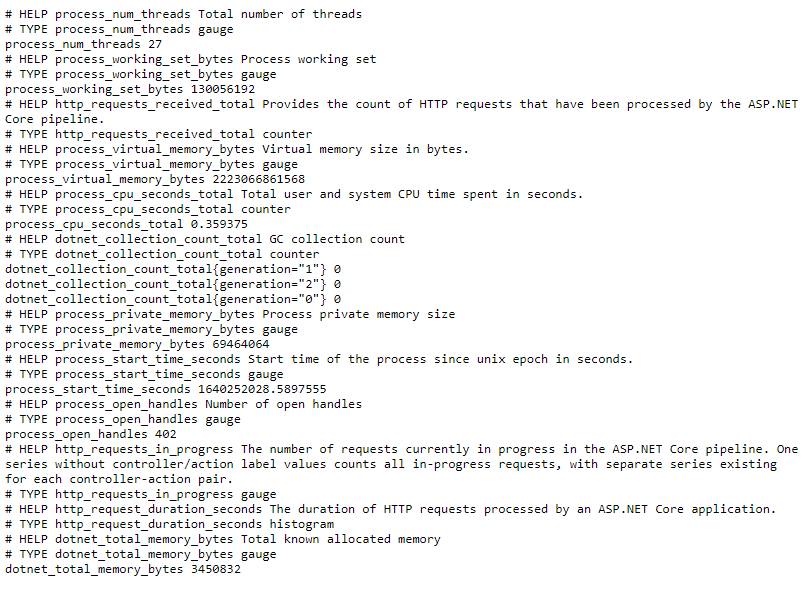 # HELP process_num_threads Total number of threads
# TYPE process_num_threads gauge
process_num_threads 27
# HELP process_working_set_bytes Process working set
# TYPE process_working_set_bytes gauge
process_working_set_bytes 130056192
# HELP http_requests_received_total Provides the count of HTTP requests that have been processed by the ASP.NET
Core pipeline.
# TYPE http_requests_received_total counter
# HELP process_virtual_memory_bytes Virtual memory size in bytes.
# TYPE process_virtual_memory_bytes gauge
process_virtual_memory_bytes 2223066861568
# HELP process_cpu_seconds_total Total user and system CPU time spent in seconds.
# TYPE process_cpu_seconds_total counter
process_cpu_seconds_total 0.359375
# HELP dotnet_collection_count_total GC collection count
# TYPE dotnet_collection_count_total counter
dotnet_collection_count_total{generation="1"} 0
dotnet_collection_count_total{generation="2"} 0
dotnet_collection_count_total{generation="0"} 0
# HELP process_private_memory_bytes Process private memory size
# TYPE process_private_memory_bytes gauge
process_private_memory_bytes 69464064
# HELP process_start_time_seconds Start time of the process since unix epoch in seconds.
# TYPE process_start_time_seconds gauge
process_start_time_seconds 1640252028.5897555
# HELP process_open_handles Number of open handles
# TYPE process_open_handles gauge
process_open_handles 402
# HELP http_requests_in_progress The number of requests currently in progress in the ASP.NET Core pipeline. One
series without controller/action label values counts all in-progress requests, with separate series existing
for each controller-action pair.
# TYPE http_requests_in_progress gauge
# HELP http_request_duration_seconds The duration of HTTP requests processed by an ASP.NET Core application.
# TYPE http_request_duration_seconds histogram
# HELP dotnet_total_memory_bytes Total known allocated memory
# TYPE dotnet_total_memory_bytes gauge
dotnet_total_memory_bytes 3450832